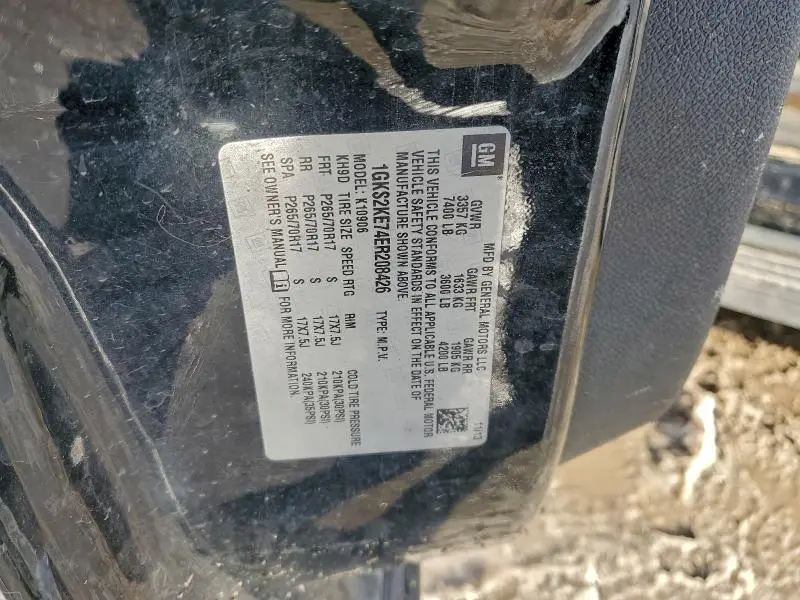 GM
MFD BY GENERAL MOTORS LLC 11/13
GVWR GAWR FRT GAWR RR
3357 KG 1633 KG 1905 KG
7400 LB 3600 LB 4200 LB
THIS VEHICLE CONFORMS TO ALL APPLICABLE U.S. FEDERAL MOTOR
VEHICLE SAFETY STANDARDS IN EFFECT ON THE DATE OF
MANUFACTURE SHOWN ABOVE.
1GKS2KE74ER208426 TYPE: M.P.V.
MODEL: K10906
KH9D TIRE SIZE SPEED RTG RIM COLD TIRE PRESSURE
FRT P265/70R17 S 17X7.5J 210KPA(30PSI)
RR P265/70R17 S 17X7.5J 210KPA(30PSI)
SPA P265/70R17 S 17X7.5J 240KPA(35PSI)
SEE OWNER'S MANUAL i FOR MORE INFORMATION.